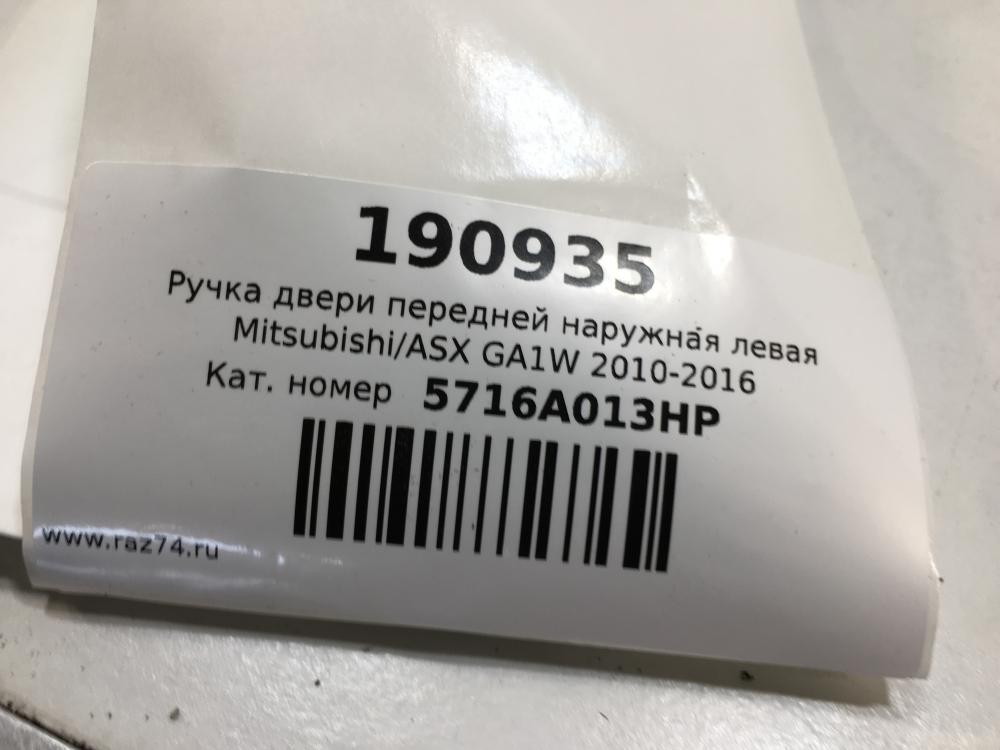 190935
Ручка двери передней наружная левая
Mitsubishi/ASX GA1W 2010-2016
Кат. номер 5716A013HP
www.raz74.ru